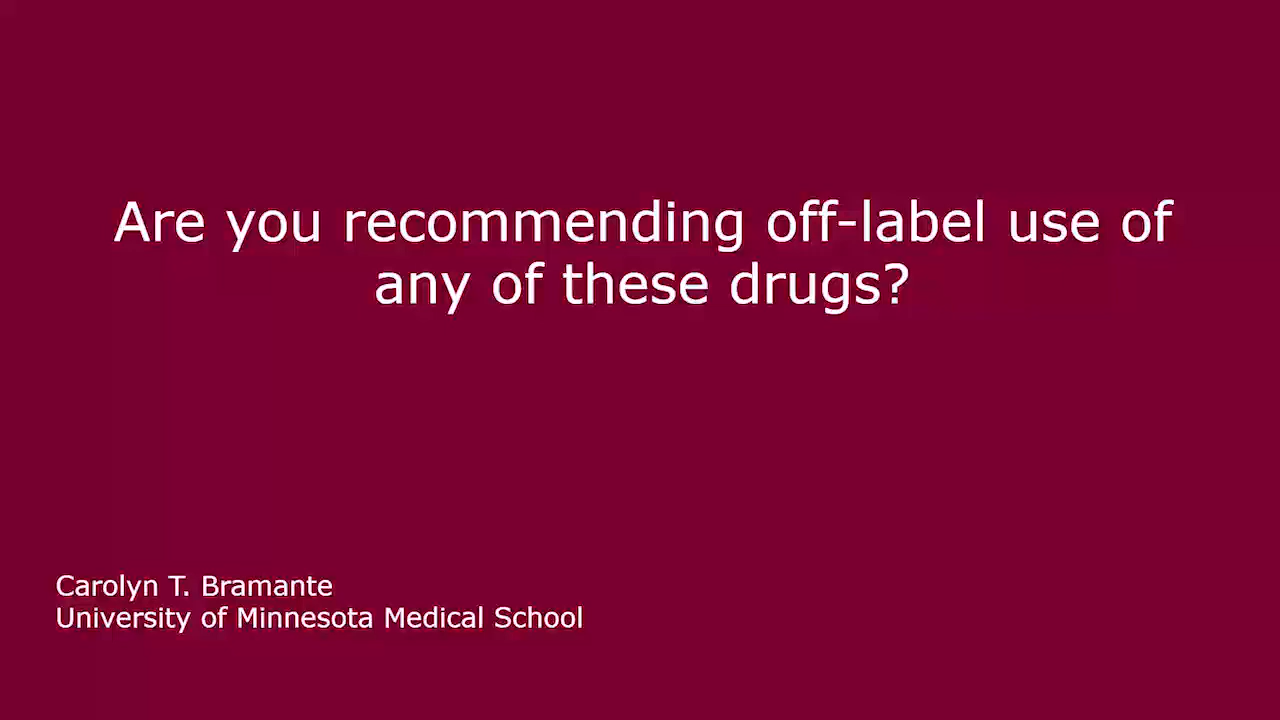 Are you recommending off-label use of
any of these drugs?
Carolyn T. Bramante
University of Minnesota Medical School